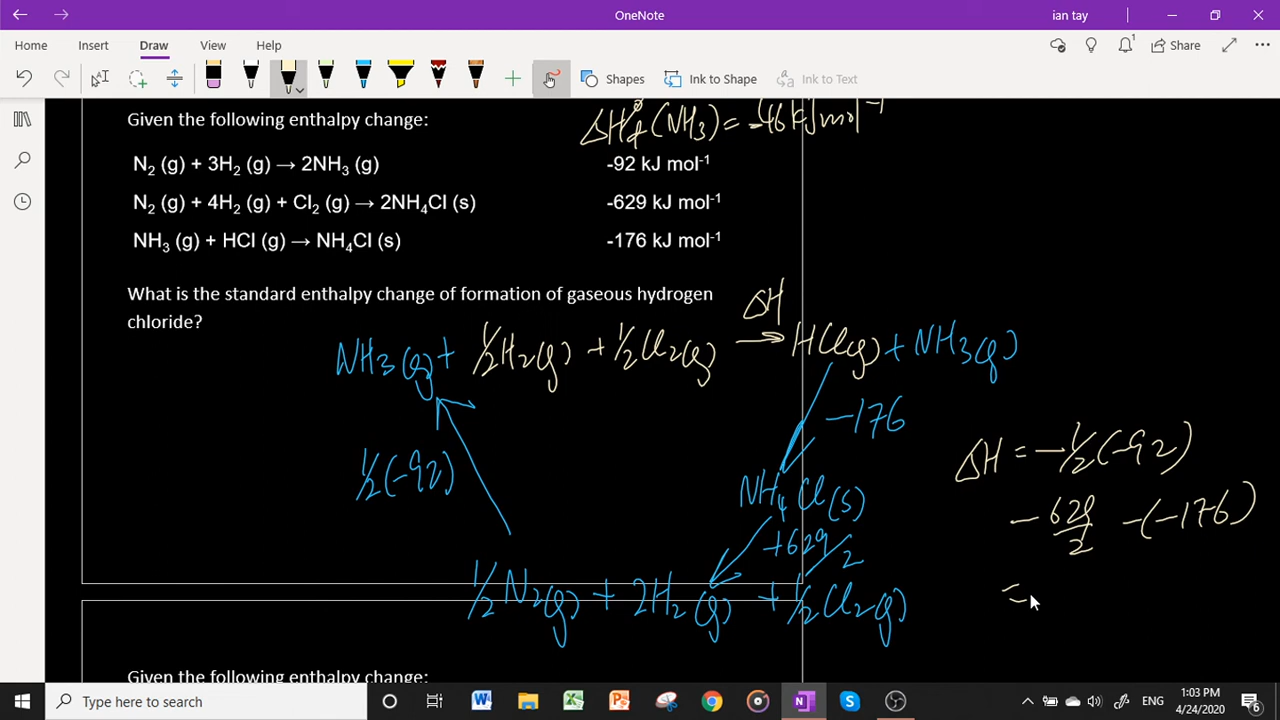 OneNote
ian tay
Home Insert Draw View Help
Share
Shapes
Ink to Shape
Ink to Text
Given the following enthalpy change:
ΔHf° (NH3) = -46 kJ mol⁻¹
N₂ (g) + 3H₂ (g) → 2NH₃ (g) -92 kJ mol⁻¹
N₂ (g) + 4H₂ (g) + Cl₂ (g) → 2NH₄Cl (s) -629 kJ mol⁻¹
NH₃ (g) + HCl (g) → NH₄Cl (s) -176 kJ mol⁻¹
What is the standard enthalpy change of formation of gaseous hydrogen
chloride?
ΔH
NH3(g) + ½H2(g) + ½Cl2(g) → HCl(g) + NH3(g)
-176
½(-92)
ΔH = -½(-92)
NH4Cl(s)
- 629/2 - (-176)
+629/2
½N2(g) + 2H2(g) + ½Cl2(g)
=
Given the following enthalpy change:
Type here to search
ENG
1:03 PM
4/24/2020
6